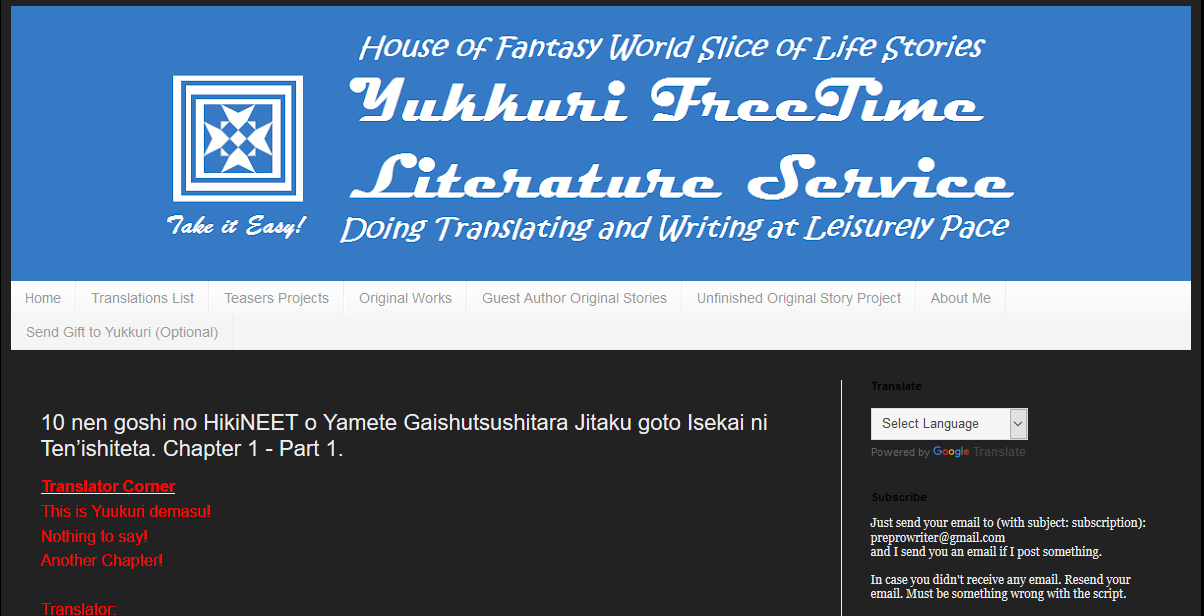 House of Fantasy World Slice of Life Stories
Yukkuri FreeTime
Literature Service
Take it Easy!
Doing Translating and Writing at Leisurely Pace
Home
Translations List
Teasers Projects
Original Works
Guest Author Original Stories
Unfinished Original Story Project
About Me
Send Gift to Yukkuri (Optional)
10 nen goshi no HikiNEET o Yamete Gaishutsushitara Jitaku goto Isekai ni
Ten’ishiteta. Chapter 1 - Part 1.
Translator Corner
This is Yuukuri demasu!
Nothing to say!
Another Chapter!
Translator:
Translate
Select Language
Powered by Google Translate
Subscribe
Just send your email to (with subject: subscription):
preprowriter@gmail.com
and I send you an email if I post something.
In case you didn't receive any email. Resend your
email. Must be something wrong with the script.